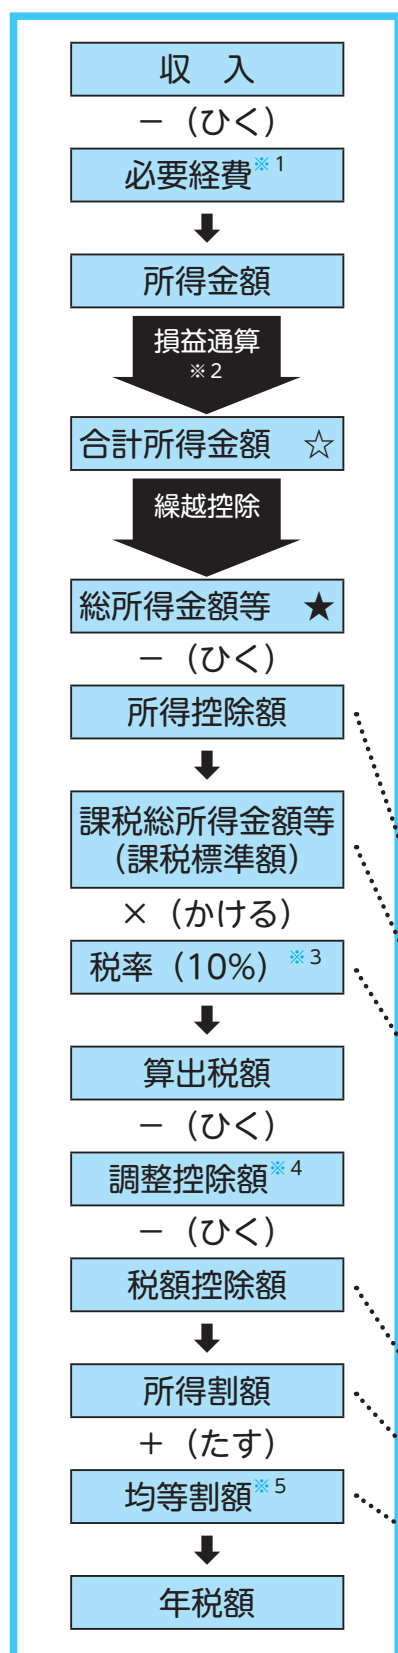 収　入
－（ひく）
必要経費※1
所得金額
損益通算
※2
合計所得金額　☆
繰越控除
総所得金額等　★
－（ひく）
所得控除額
課税総所得金額等
（課税標準額）
×（かける）
税率（10%）※3
算出税額
－（ひく）
調整控除額※4
－（ひく）
税額控除額
所得割額
＋（たす）
均等割額※5
年税額